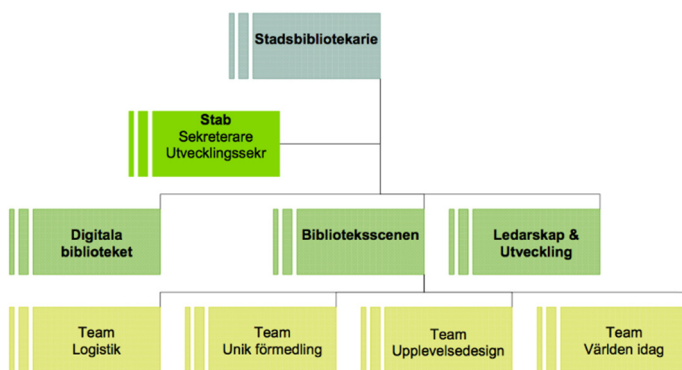 Stadsbibliotekarie
Stab
Sekreterare
Utvecklingssekr
Digitala
biblioteket
Biblioteksscenen
Ledarskap &
Utveckling
Team
Logistik
Team
Unik förmedling
Team
Upplevelsedesign
Team
Världen idag